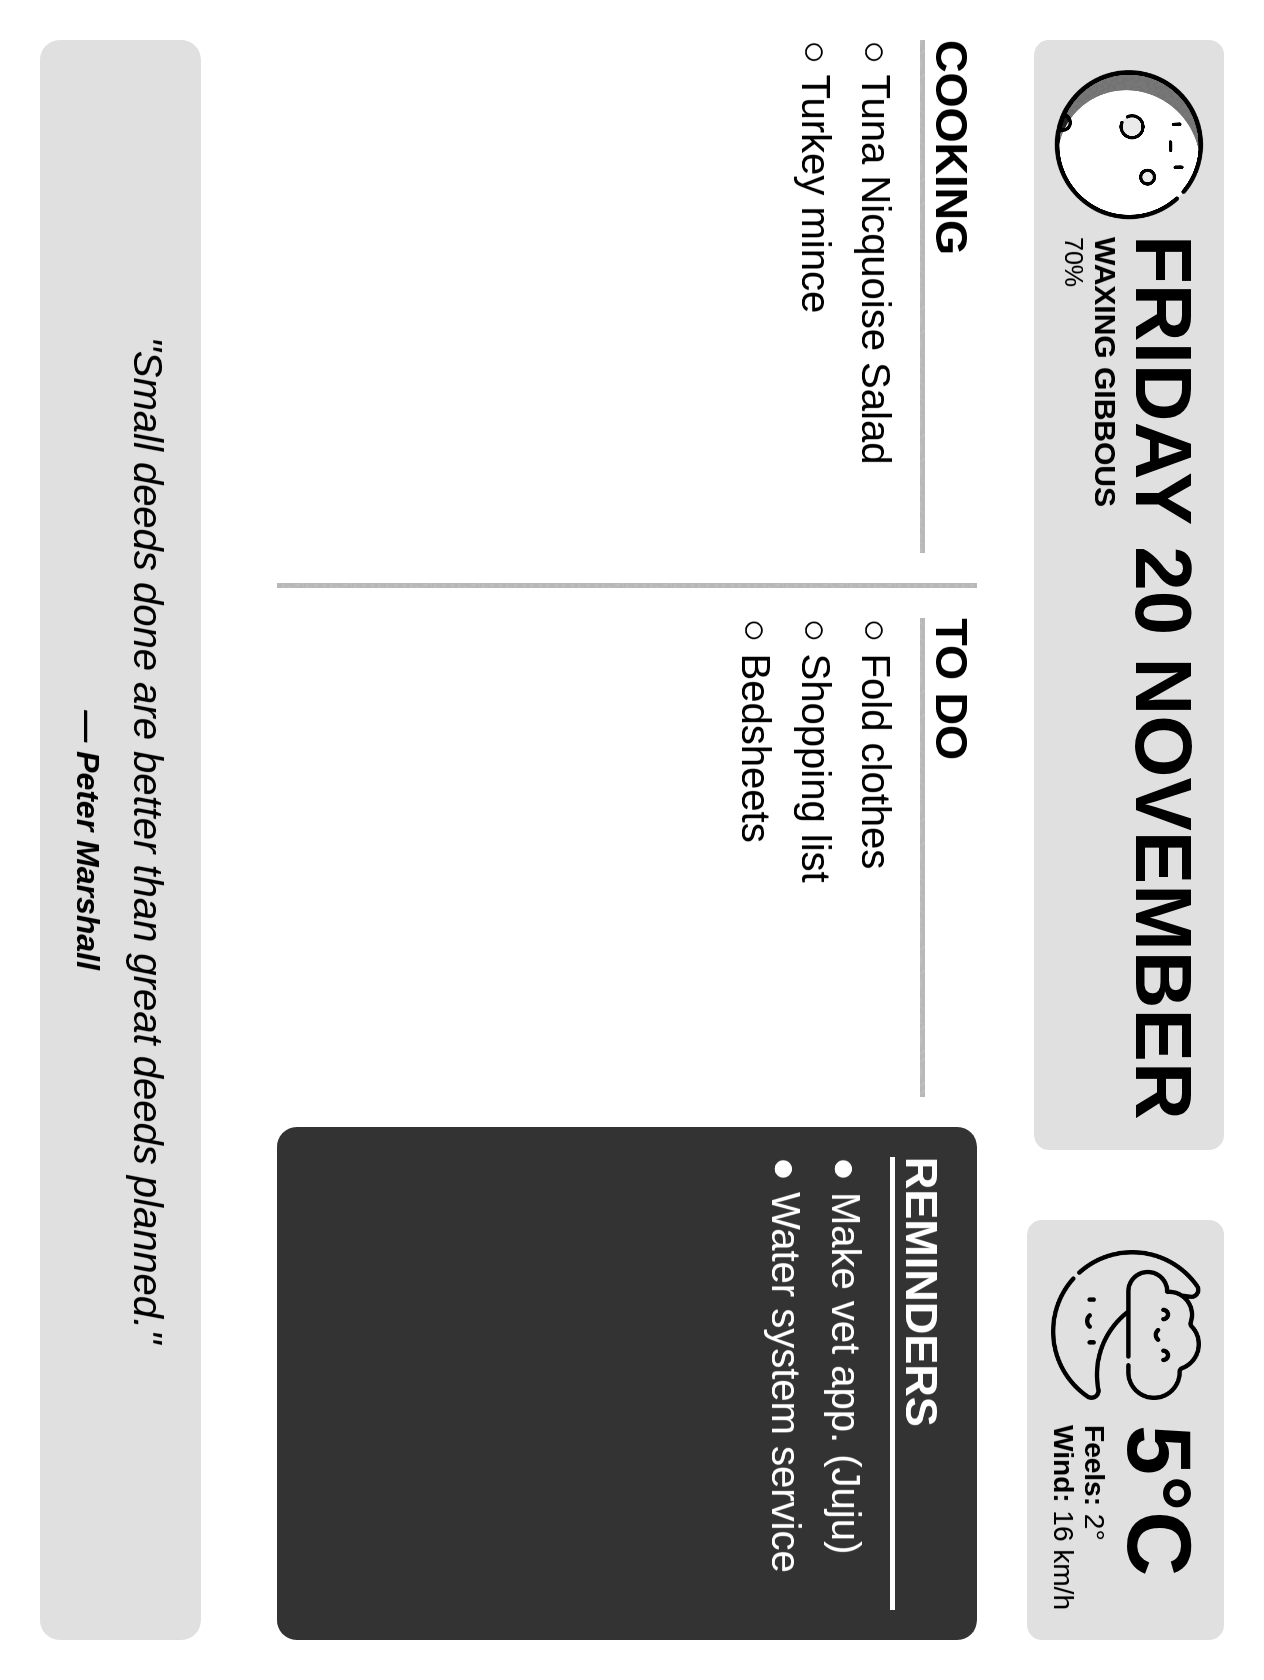 FRIDAY 20 NOVEMBER
WAXING GIBBOUS
70%
5°C
Feels: 2°
Wind: 16 km/h
COOKING
○ Tuna Nicquoise Salad
○ Turkey mince
TO DO
○ Fold clothes
○ Shopping list
○ Bedsheets
REMINDERS
● Make vet app. (Juju)
● Water system service
"Small deeds done are better than great deeds planned."
— Peter Marshall